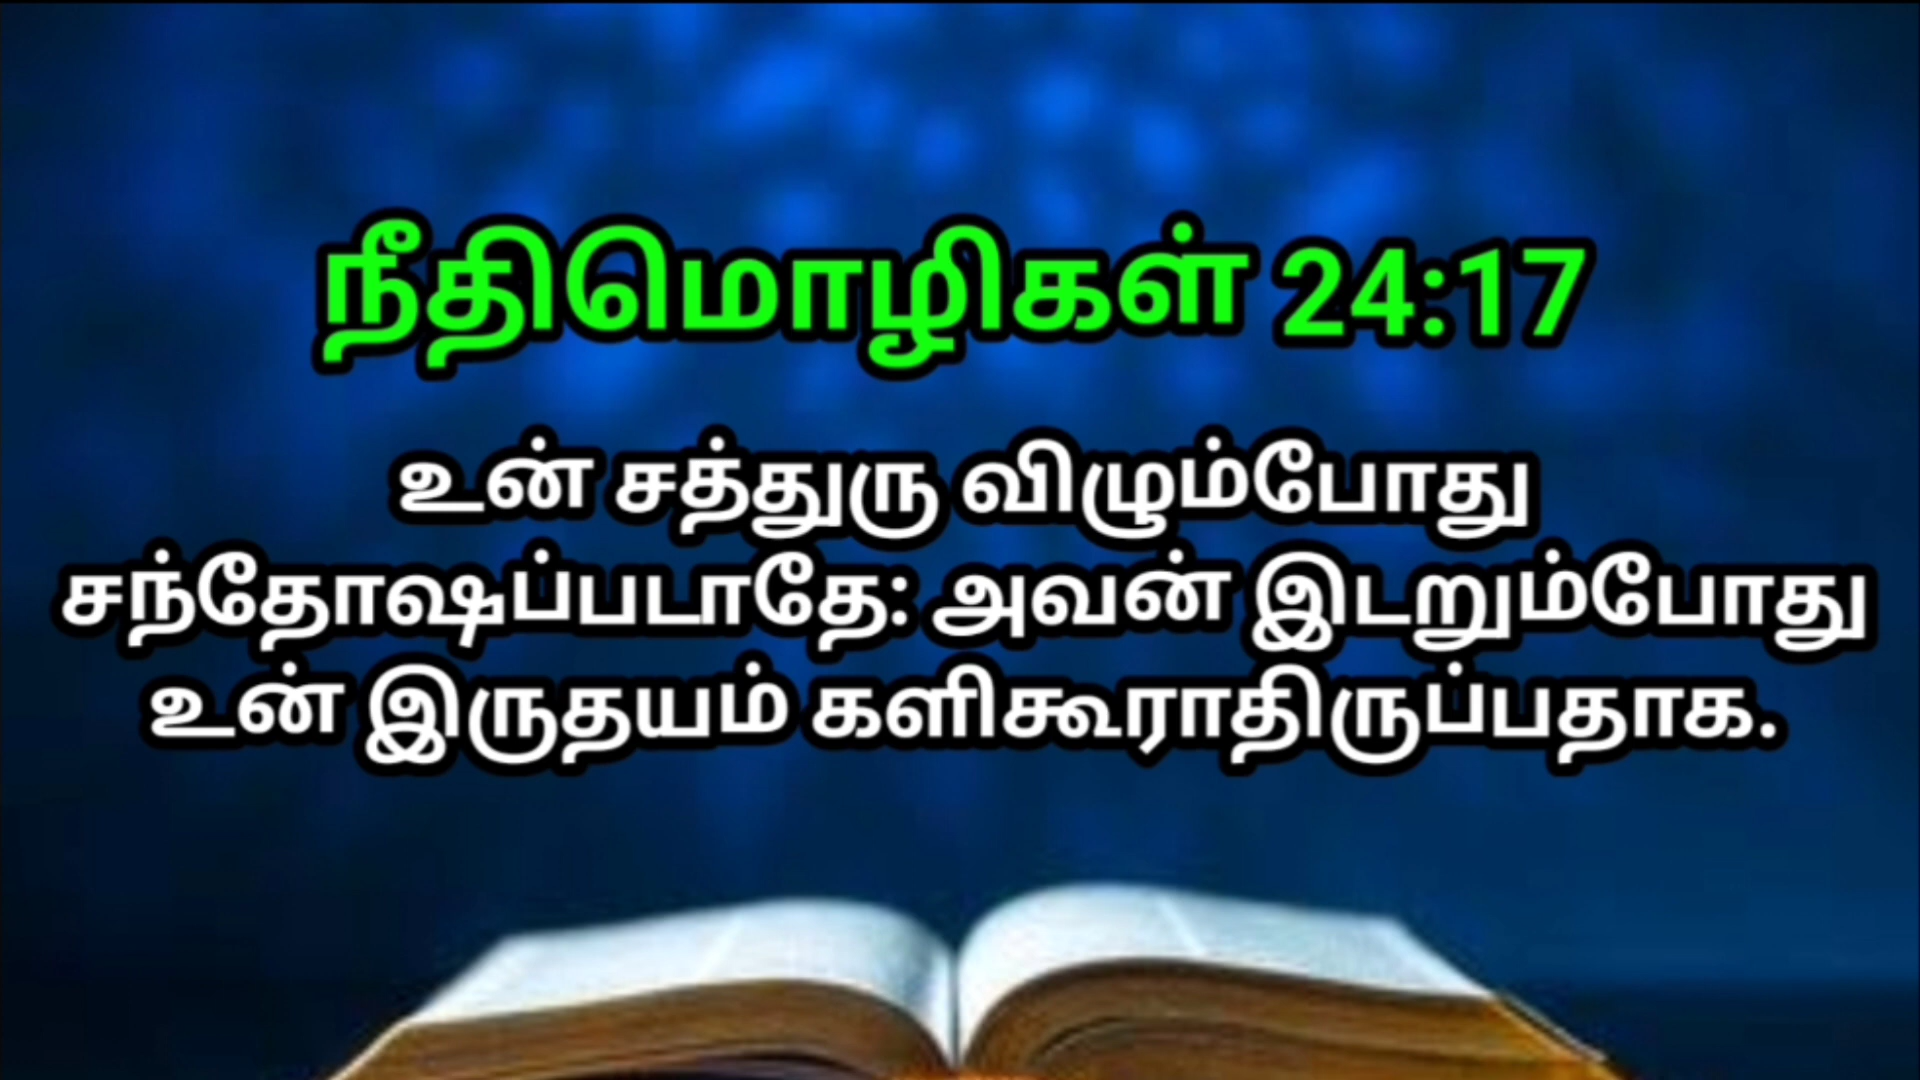 நீதிமொழிகள் 24:17
உன் சத்துரு விழும்போது
சந்தோஷப்படாதே: அவன் இடறும்போது
உன் இருதயம் களிகூராதிருப்பதாக.